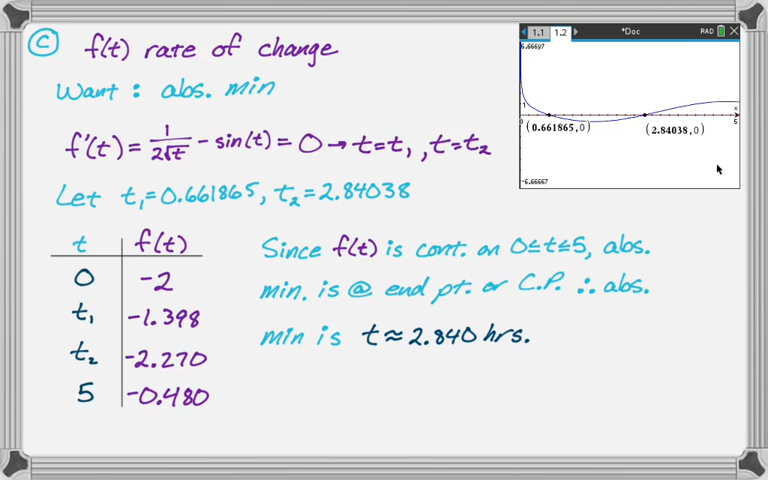 C f(t) rate of change
Want: abs. min
f'(t) = 1/(2√t) - sin(t) = 0 → t=t₁, t=t₂
Let t₁=0.661865, t₂=2.84038
t f(t)
0 -2
t₁ -1.398
t₂ -2.270
5 -0.480
Since f(t) is cont. on 0≤t≤5, abs.
min. is @ end pt. or C.P. ∴ abs.
min is t≈2.840 hrs.
1.1 1.2 *Doc RAD
6.66697
1
x
0 5
(0.661865,0) (2.84038,0)
-6.66667